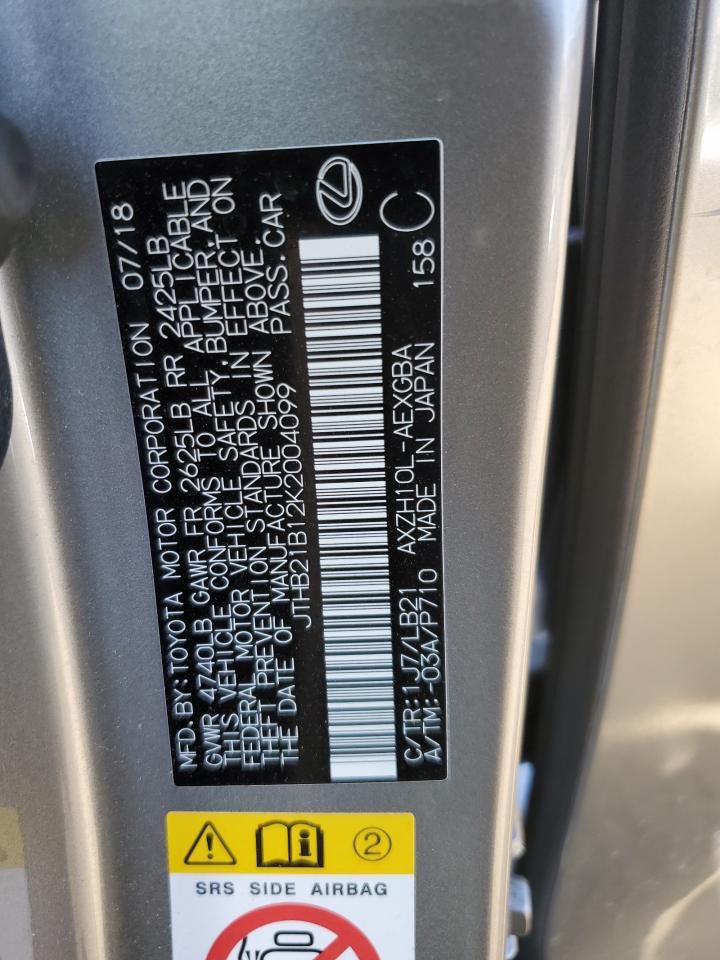 MFD.BY:TOYOTA MOTOR CORPORATION 07/18
GVWR 4740LB GAWR FR 2625LB RR 2425LB
THIS VEHICLE CONFORMS TO ALL APPLICABLE
FEDERAL MOTOR VEHICLE SAFETY, BUMPER, AND
THEFT PREVENTION STANDARDS IN EFFECT ON
THE DATE OF MANUFACTURE SHOWN ABOVE.
JTHB21B12K2004099 PASS.CAR
C/TR:1J7/LB21 AXZH10L-AEXGBA
A/TM:-03A/P710 MADE IN JAPAN 158 C
2
SRS SIDE AIRBAG